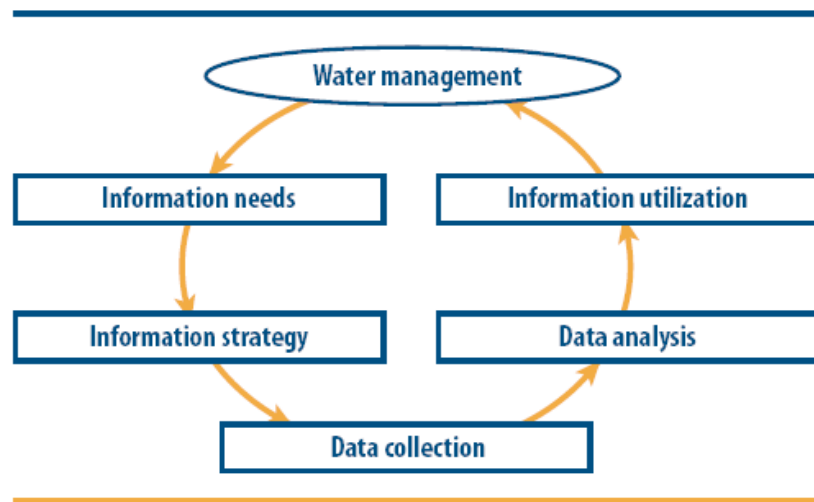 Water management
Information needs
Information utilization
Information strategy
Data analysis
Data collection